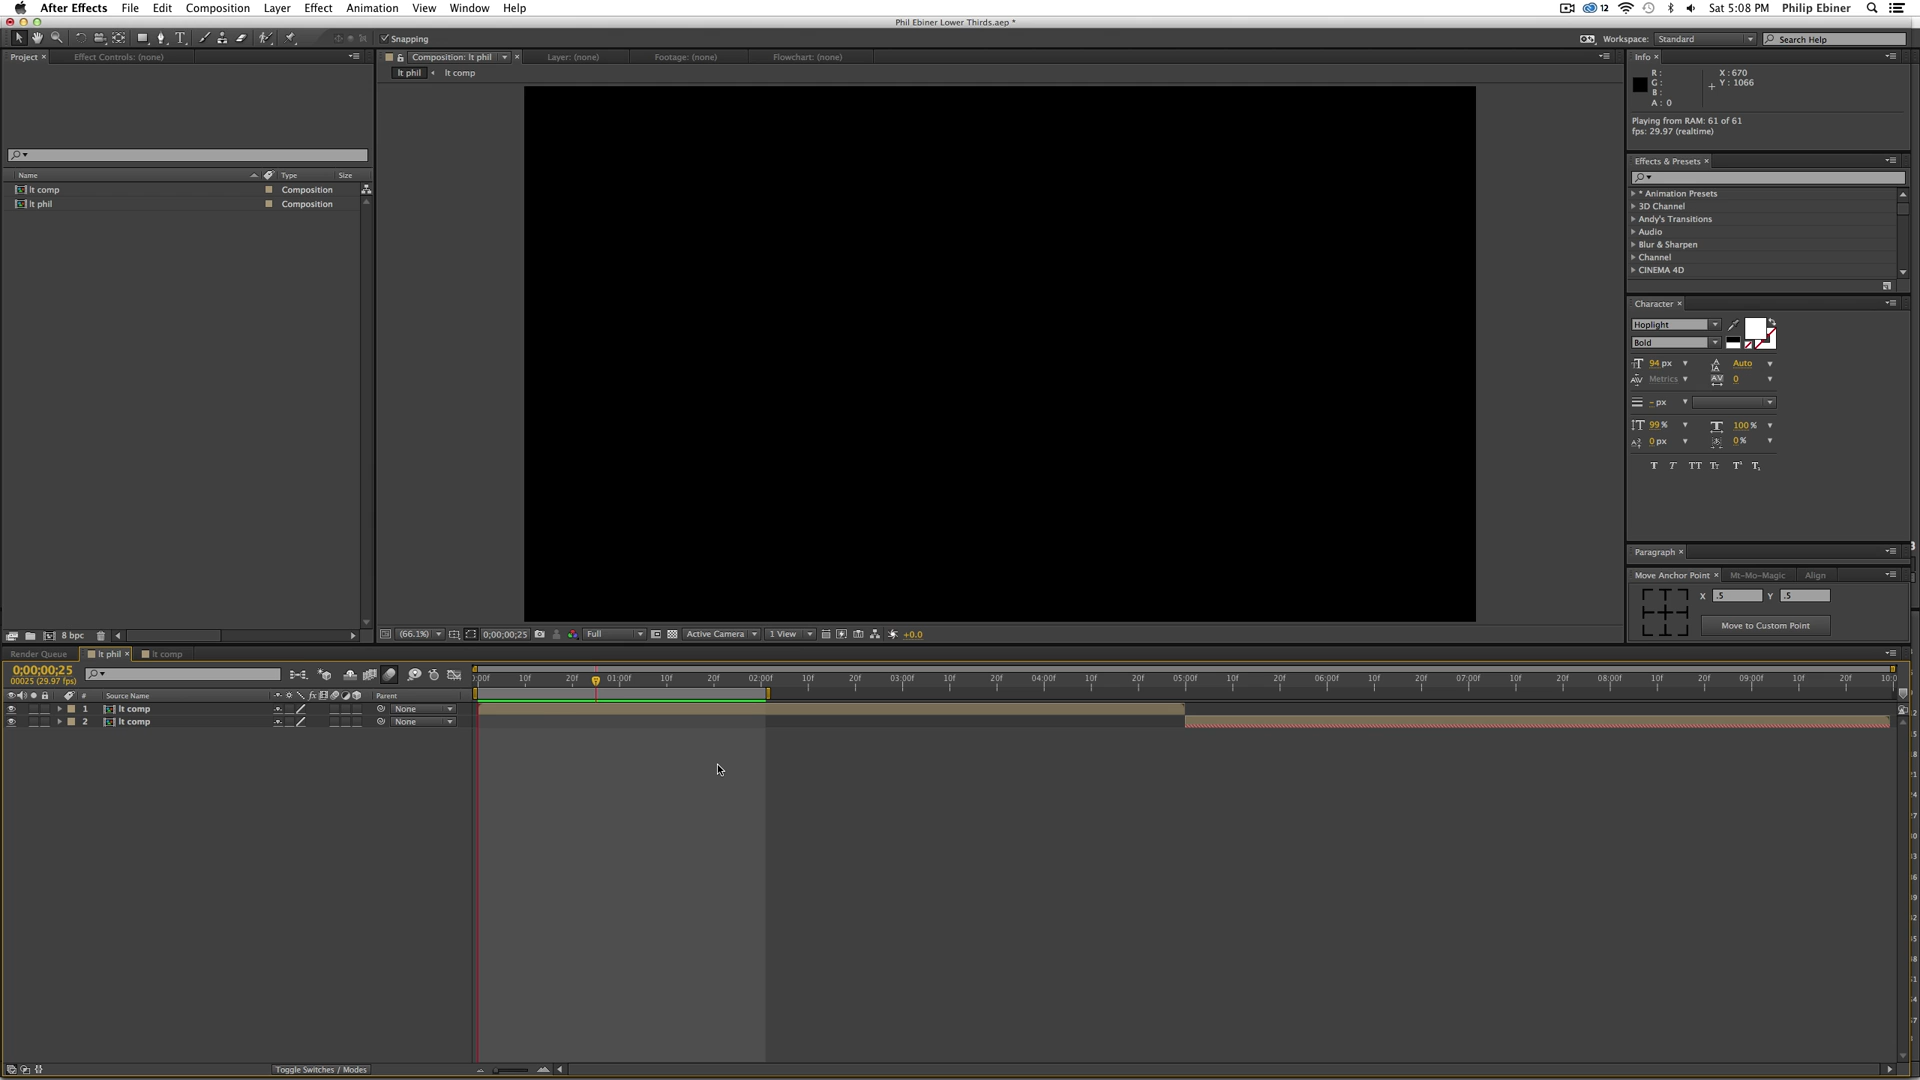 After Effects File Edit Composition Layer Effect Animation View Window Help 12 Sat 5:08 PM Philip Ebiner
Phil Ebiner Lower Thirds.aep *
Snapping Workspace: Standard Search Help
Project × Effect Controls: (none) Composition: lt phil × Layer: (none) Footage: (none) Flowchart: (none) Info ×
lt phil lt comp
R : X : 670
G : Y : 1066
B :
A : 0
Playing from RAM: 61 of 61
fps: 29.97 (realtime)
Effects & Presets ×
* Animation Presets
3D Channel
Andy's Transitions
Audio
Blur & Sharpen
Channel
CINEMA 4D
Name Type Size
lt comp Composition
lt phil Composition
Character ×
Hoplight
Bold
94 px Auto
Metrics 0
- px
99 % 100 %
0 px 0 %
T T TT Tт T¹ T₁
Paragraph ×
Move Anchor Point × Mt-Mo-Magic Align
X .5 Y .5
Move to Custom Point
8 bpc (66.1%) 0;00;00;25 Full Active Camera 1 View +0.0
Render Queue lt phil × lt comp
0;00;00;25
00025 (29.97 fps)
:00f 10f 20f 01:00f 10f 20f 02:00f 10f 20f 03:00f 10f 20f 04:00f 10f 20f 05:00f 10f 20f 06:00f 10f 20f 07:00f 10f 20f 08:00f 10f 20f 09:00f 10f 20f 10:0
# Source Name fx Parent
1 lt comp None
2 lt comp None
Toggle Switches / Modes